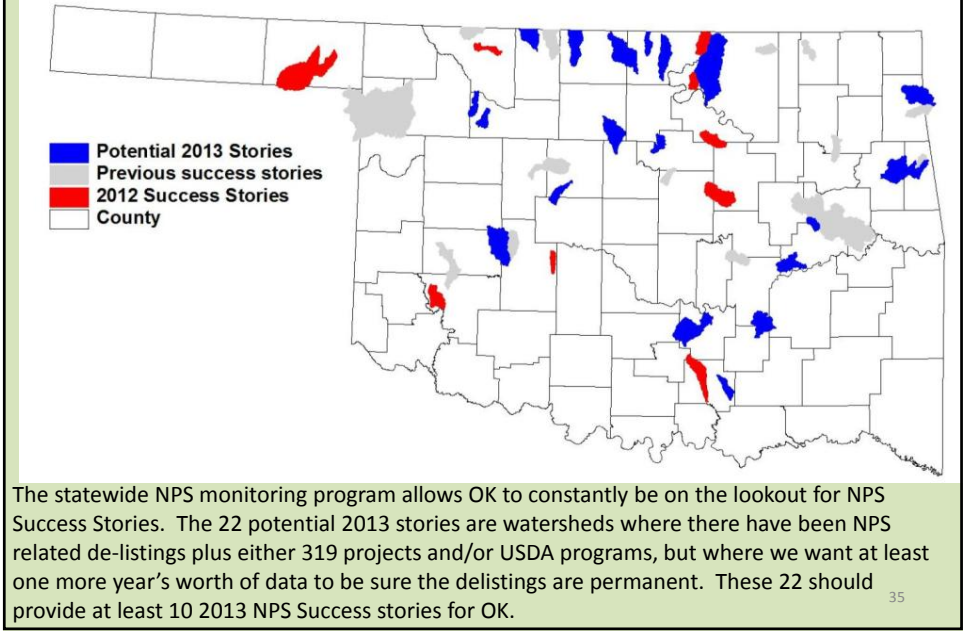 Potential 2013 Stories
Previous success stories
2012 Success Stories
County
The statewide NPS monitoring program allows OK to constantly be on the lookout for NPS
Success Stories.  The 22 potential 2013 stories are watersheds where there have been NPS
related de-listings plus either 319 projects and/or USDA programs, but where we want at least
one more year’s worth of data to be sure the delistings are permanent.  These 22 should
provide at least 10 2013 NPS Success stories for OK.
35